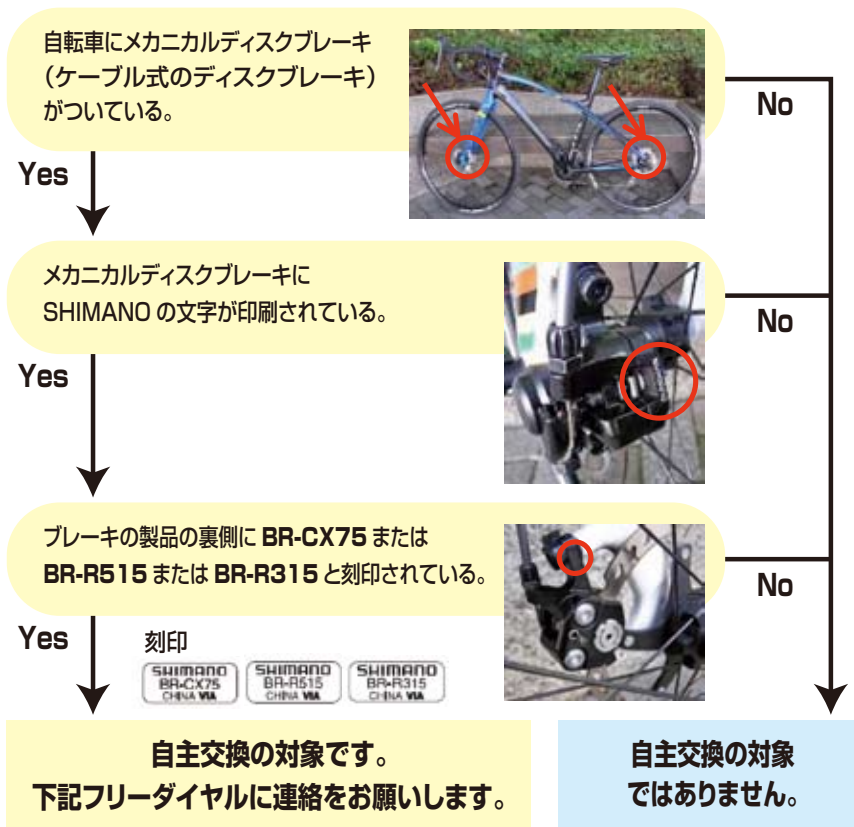 自転車にメカニカルディスクブレーキ
（ケーブル式のディスクブレーキ）
がついている。
No
Yes
メカニカルディスクブレーキに
SHIMANO の文字が印刷されている。
No
Yes
ブレーキの製品の裏側に BR-CX75 または
BR-R515 または BR-R315 と刻印されている。
No
Yes
刻印
SHIMANO
BR-CX75
CHINA VIA
SHIMANO
BR-R515
CHINA VIA
SHIMANO
BR-R315
CHINA VIA
自主交換の対象です。
下記フリーダイヤルに連絡をお願いします。
自主交換の対象
ではありません。